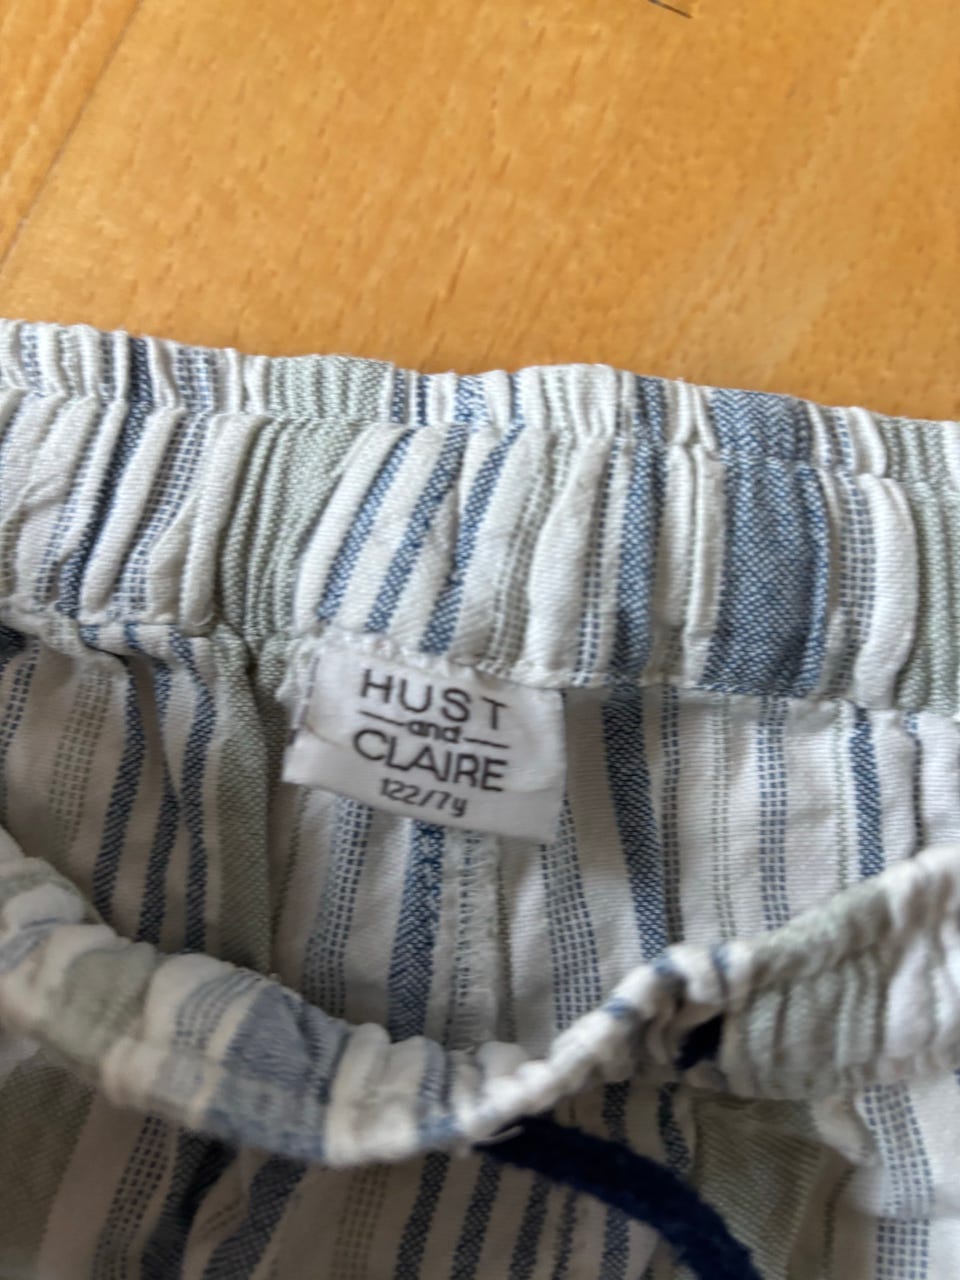 HUST
and
CLAIRE
122/7y